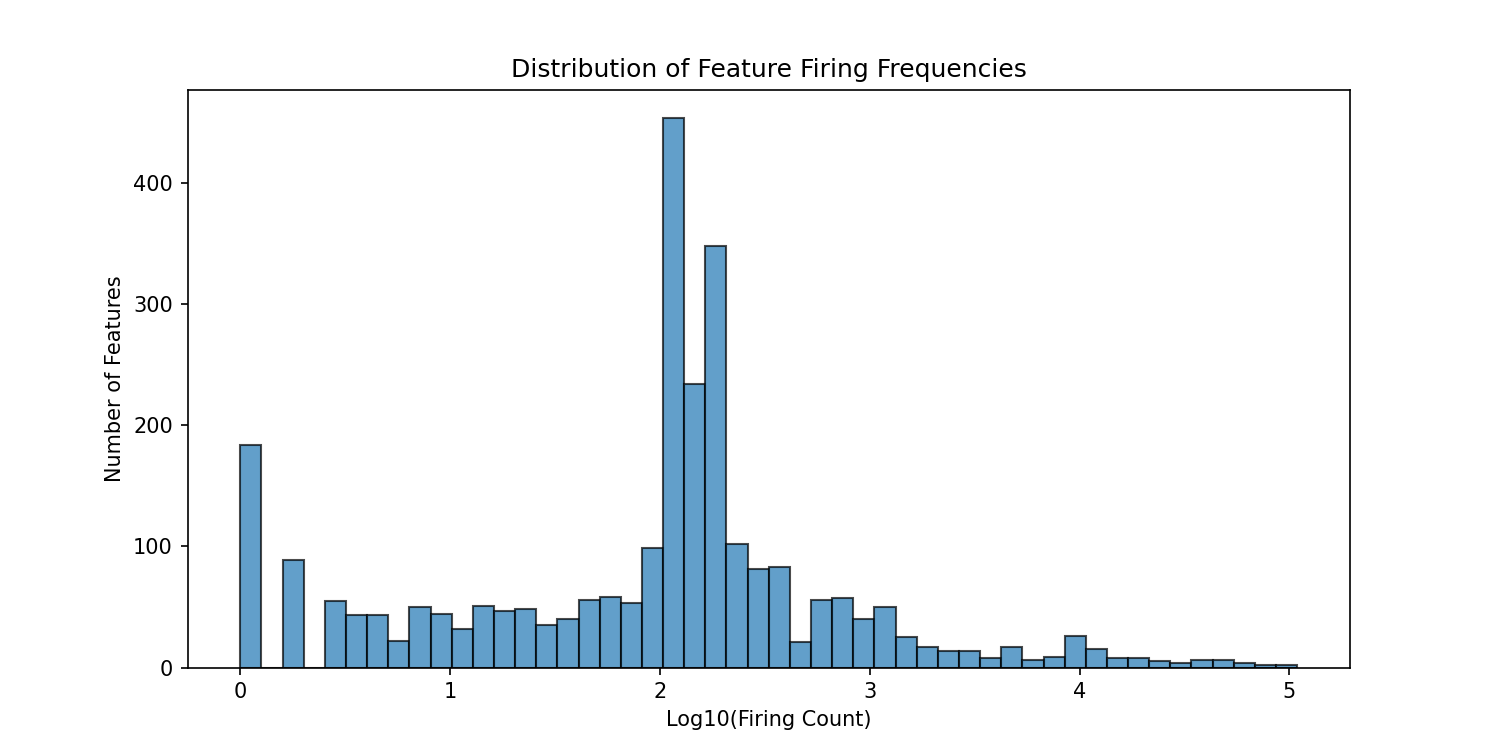 Distribution of Feature Firing Frequencies
Number of Features
400
300
200
100
0
0 1 2 3 4 5
Log10(Firing Count)